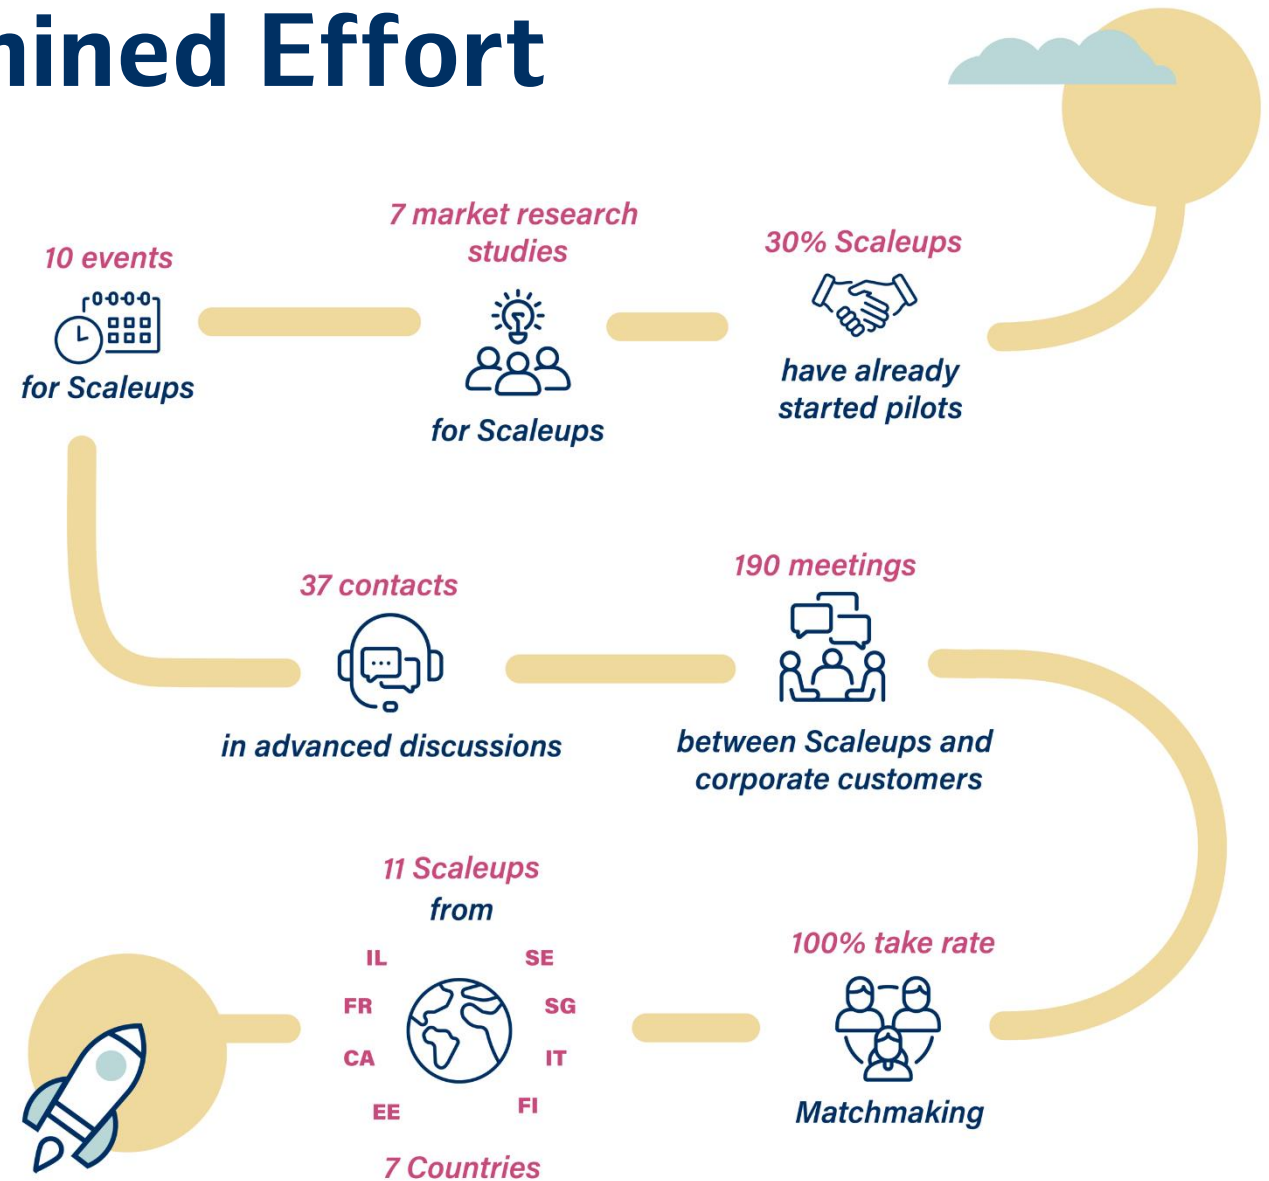 mined Effort
10 events
for Scaleups
7 market research
studies
for Scaleups
30% Scaleups
have already
started pilots
37 contacts
in advanced discussions
190 meetings
between Scaleups and
corporate customers
11 Scaleups
from
IL
SE
FR
SG
CA
IT
EE
FI
7 Countries
100% take rate
Matchmaking